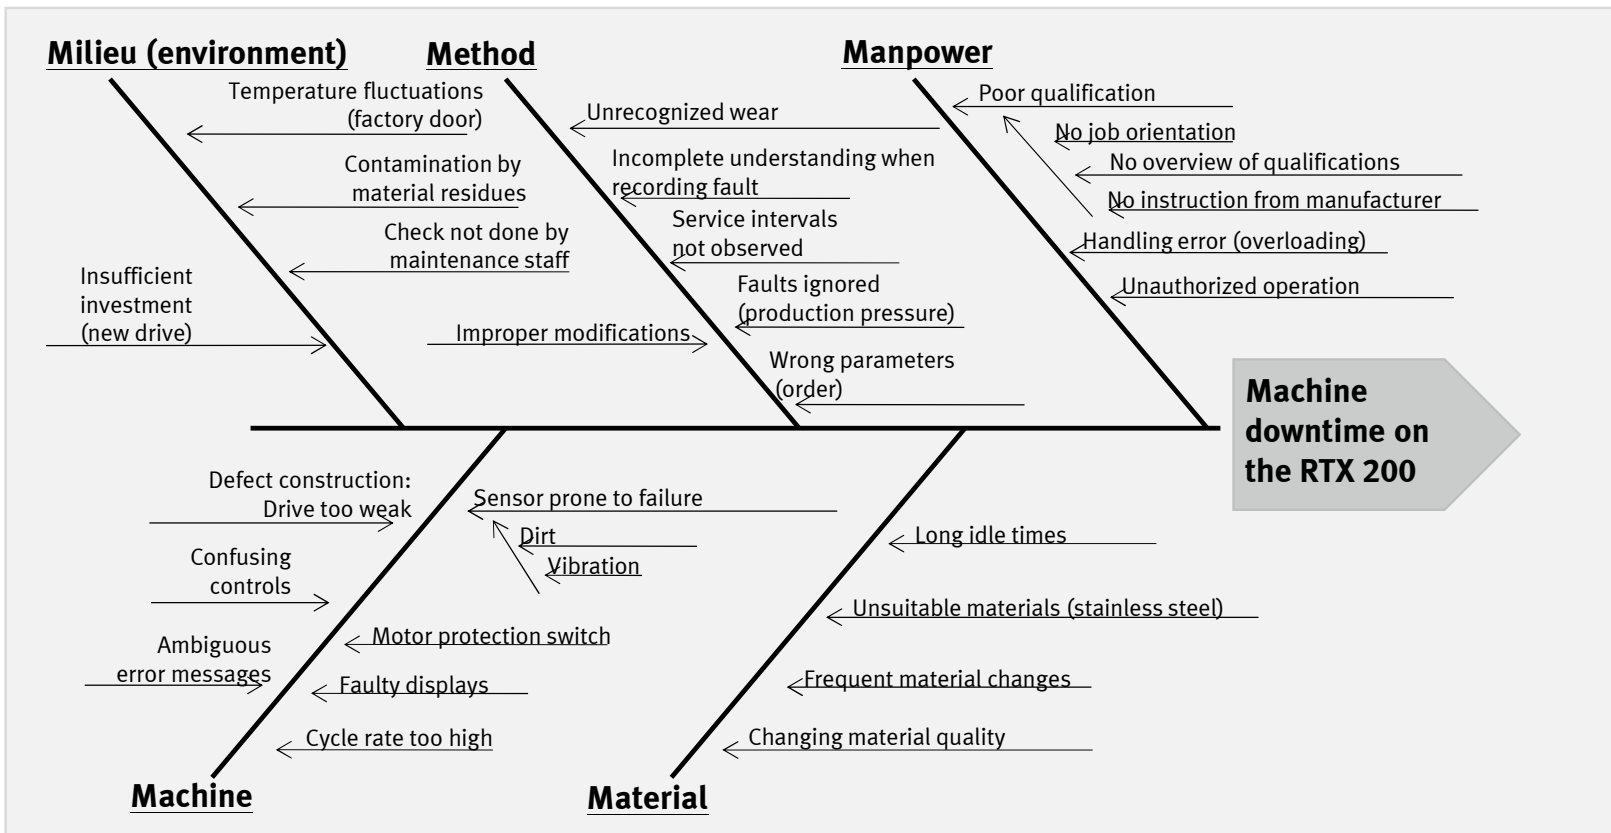 Milieu (environment)
Temperature fluctuations
(factory door)
Contamination by
material residues
Check not done by
maintenance staff
Insufficient
investment
(new drive)
Method
Unrecognized wear
Incomplete understanding when
recording fault
Service intervals
not observed
Faults ignored
(production pressure)
Improper modifications
Wrong parameters
(order)
Manpower
Poor qualification
No job orientation
No overview of qualifications
No instruction from manufacturer
Handling error (overloading)
Unauthorized operation
Machine
downtime on
the RTX 200
Defect construction:
Drive too weak
Confusing
controls
Ambiguous
error messages
Sensor prone to failure
Dirt
Vibration
Motor protection switch
Faulty displays
Cycle rate too high
Machine
Long idle times
Unsuitable materials (stainless steel)
Frequent material changes
Changing material quality
Material